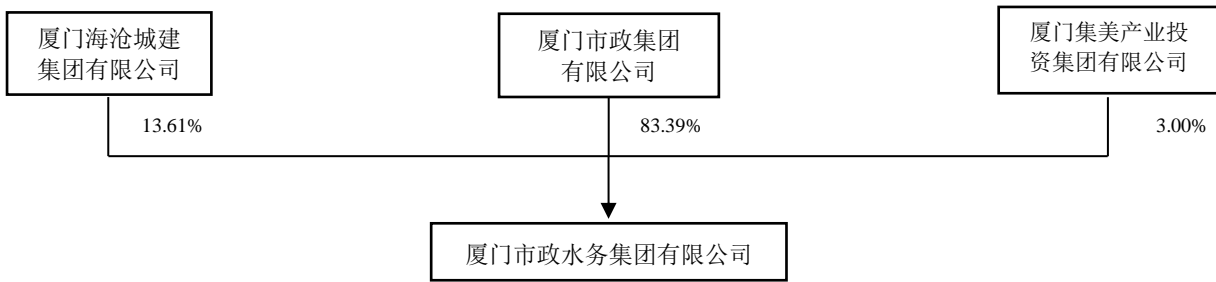 厦门海沧城建
集团有限公司
厦门市政集团
有限公司
厦门集美产业投
资集团有限公司
13.61%
83.39%
3.00%
厦门市政水务集团有限公司